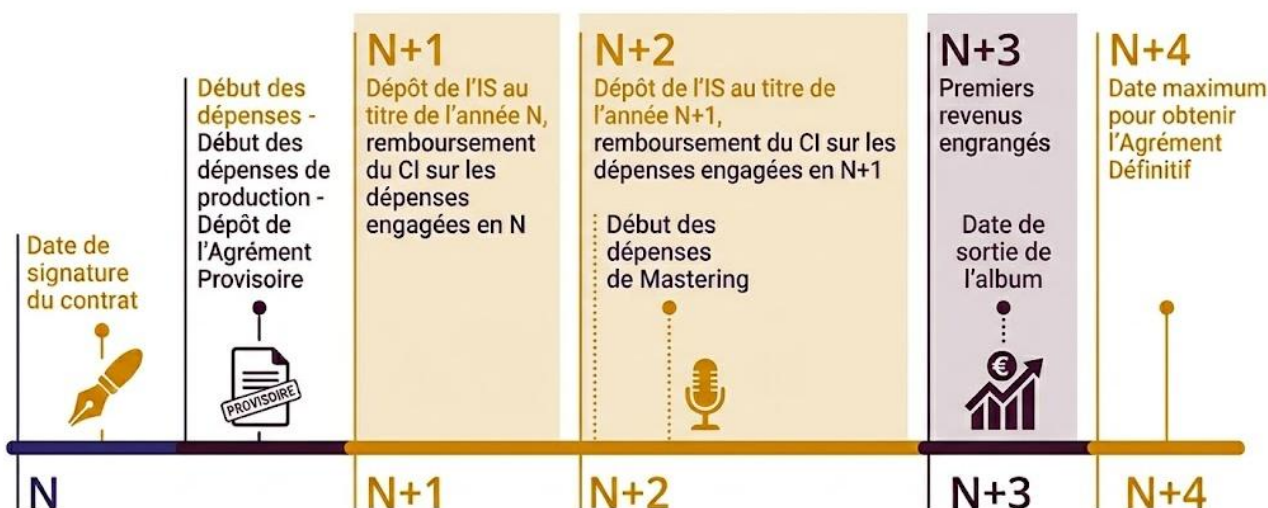 Date de
signature
du contrat
Début des
dépenses -
Début des
dépenses de
production -
Dépôt de
l'Agrément
Provisoire
PROVISOIRE
N+1
Dépôt de l'IS au
titre de l'année N,
remboursement
du CI sur les
dépenses
engagées en N
N+2
Dépôt de l'IS au titre de
l'année N+1,
remboursement du CI sur les
dépenses engagées en N+1
Début des
dépenses
de Mastering
N+3
Premiers
revenus
engrangés
Date de
sortie de
l'album
€
N+4
Date maximum
pour obtenir
l'Agrément
Définitif
N
N+1
N+2
N+3
N+4